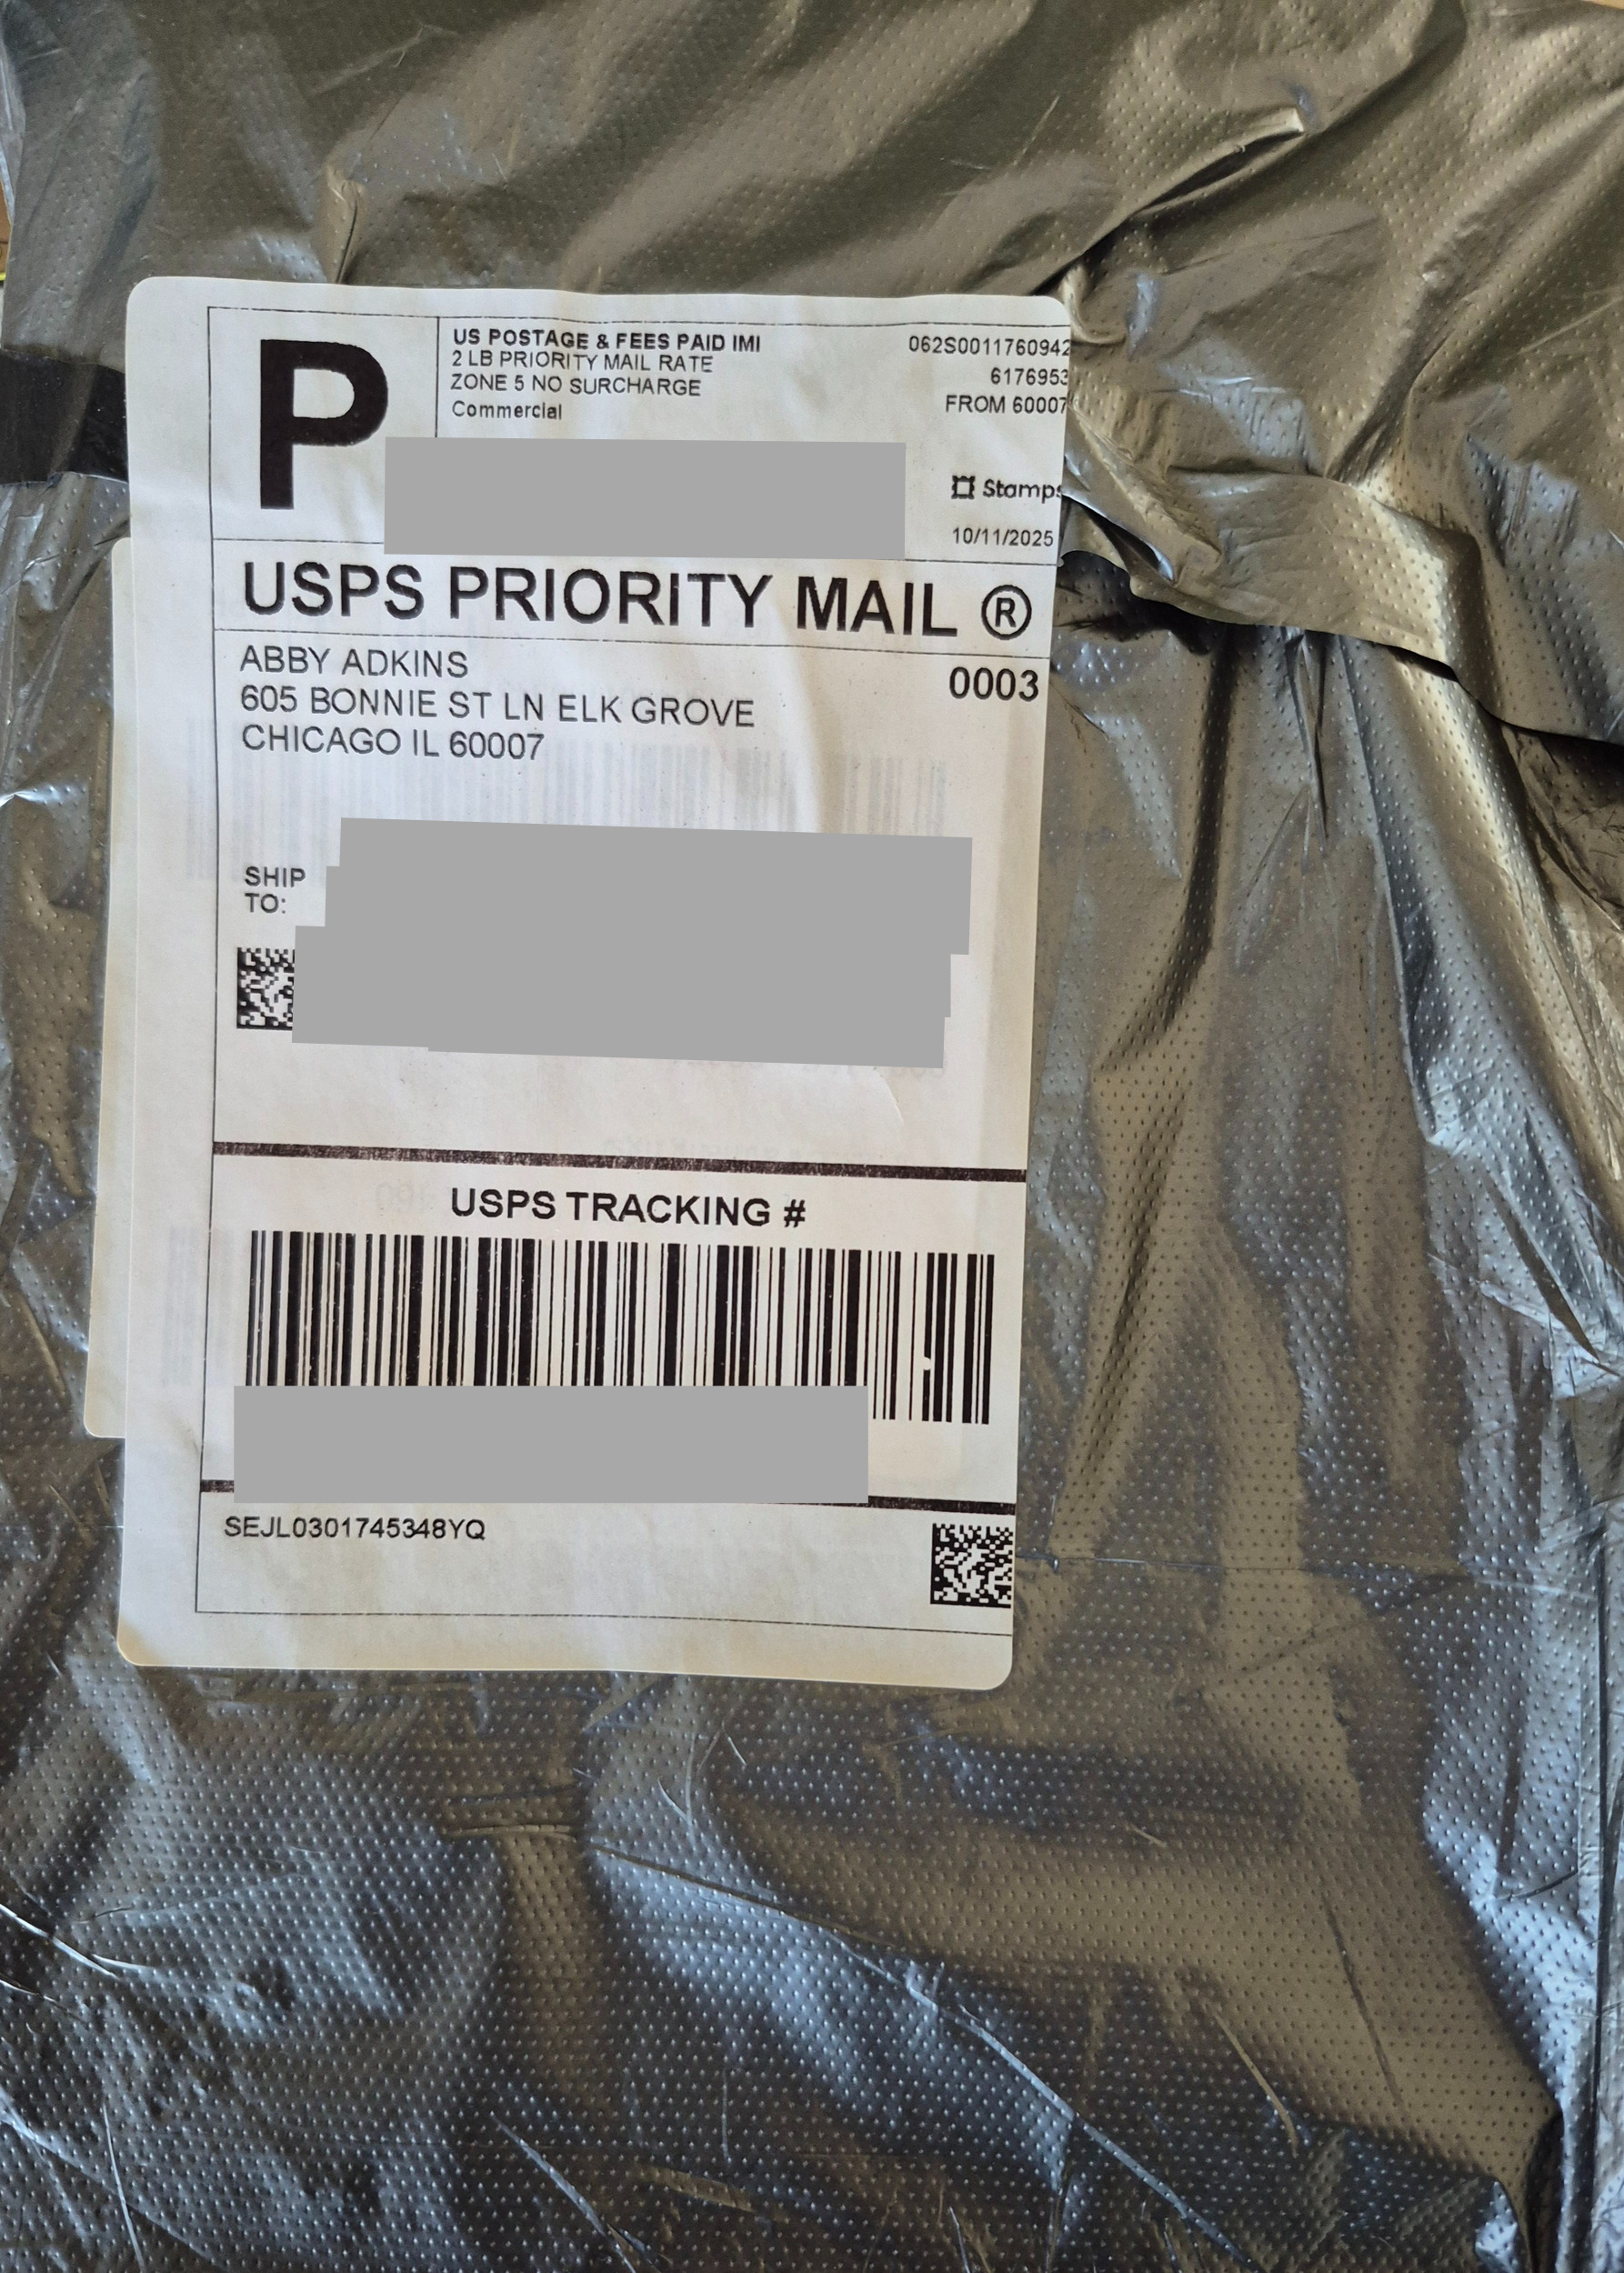 P
US POSTAGE & FEES PAID IMI
2 LB PRIORITY MAIL RATE
ZONE 5 NO SURCHARGE
Commercial
062S0011760942
6176953
FROM 60007
Stamps
10/11/2025
USPS PRIORITY MAIL ®
ABBY ADKINS
605 BONNIE ST LN ELK GROVE
CHICAGO IL 60007
0003
SHIP
TO:
USPS TRACKING #
SEJL0301745348YQ